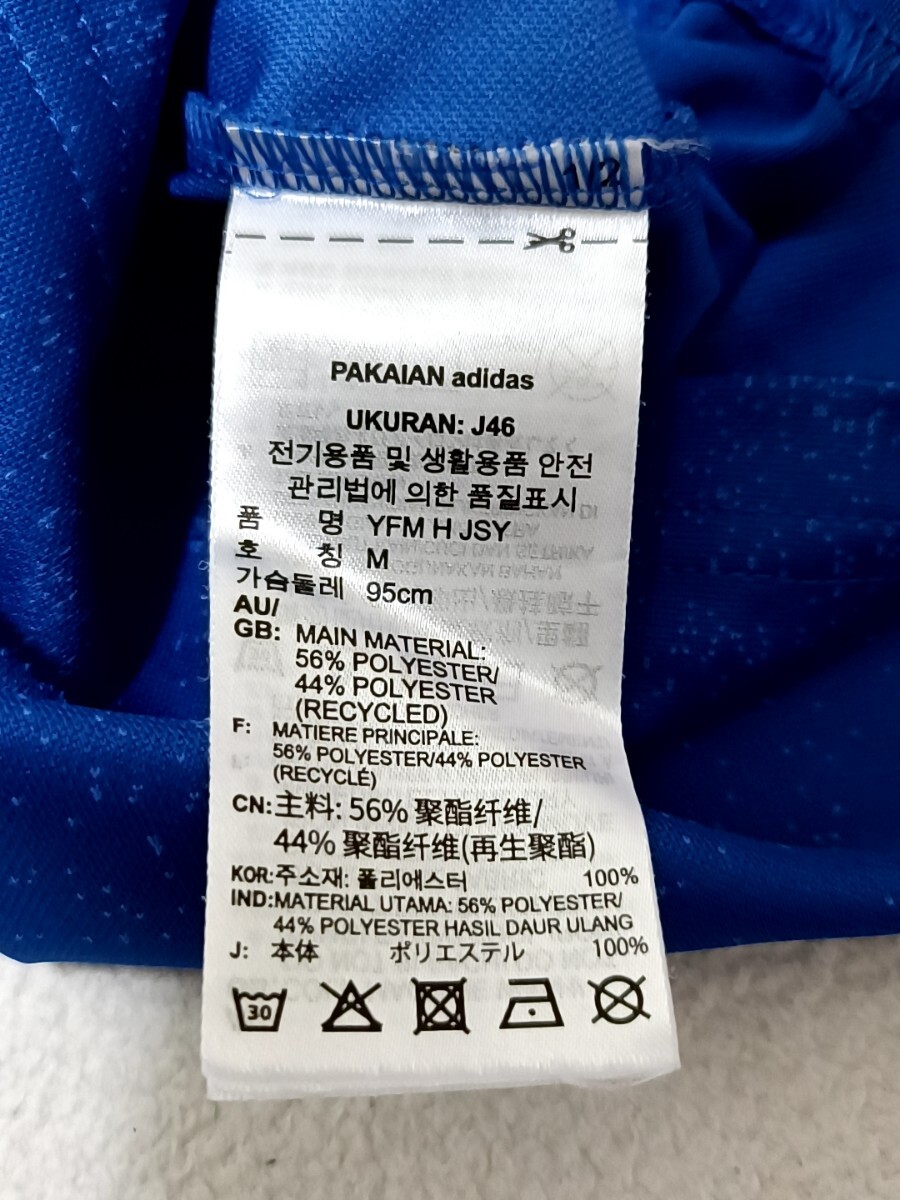 1/2
PAKAIAN adidas
UKURAN: J46
전기용품 및 생활용품 안전
관리법에 의한 품질표시
품 명 YFM H JSY
호 칭 M
가슴둘레 95cm
AU/
GB: MAIN MATERIAL:
56% POLYESTER/
44% POLYESTER
(RECYCLED)
F: MATIERE PRINCIPALE:
56% POLYESTER/44% POLYESTER
(RECYCLÉ)
CN:主料: 56% 聚酯纤维/
44% 聚酯纤维(再生聚酯)
KOR:주소재: 폴리에스터 100%
IND:MATERIAL UTAMA: 56% POLYESTER/
44% POLYESTER HASIL DAUR ULANG
J: 本体 ポリエステル 100%
30